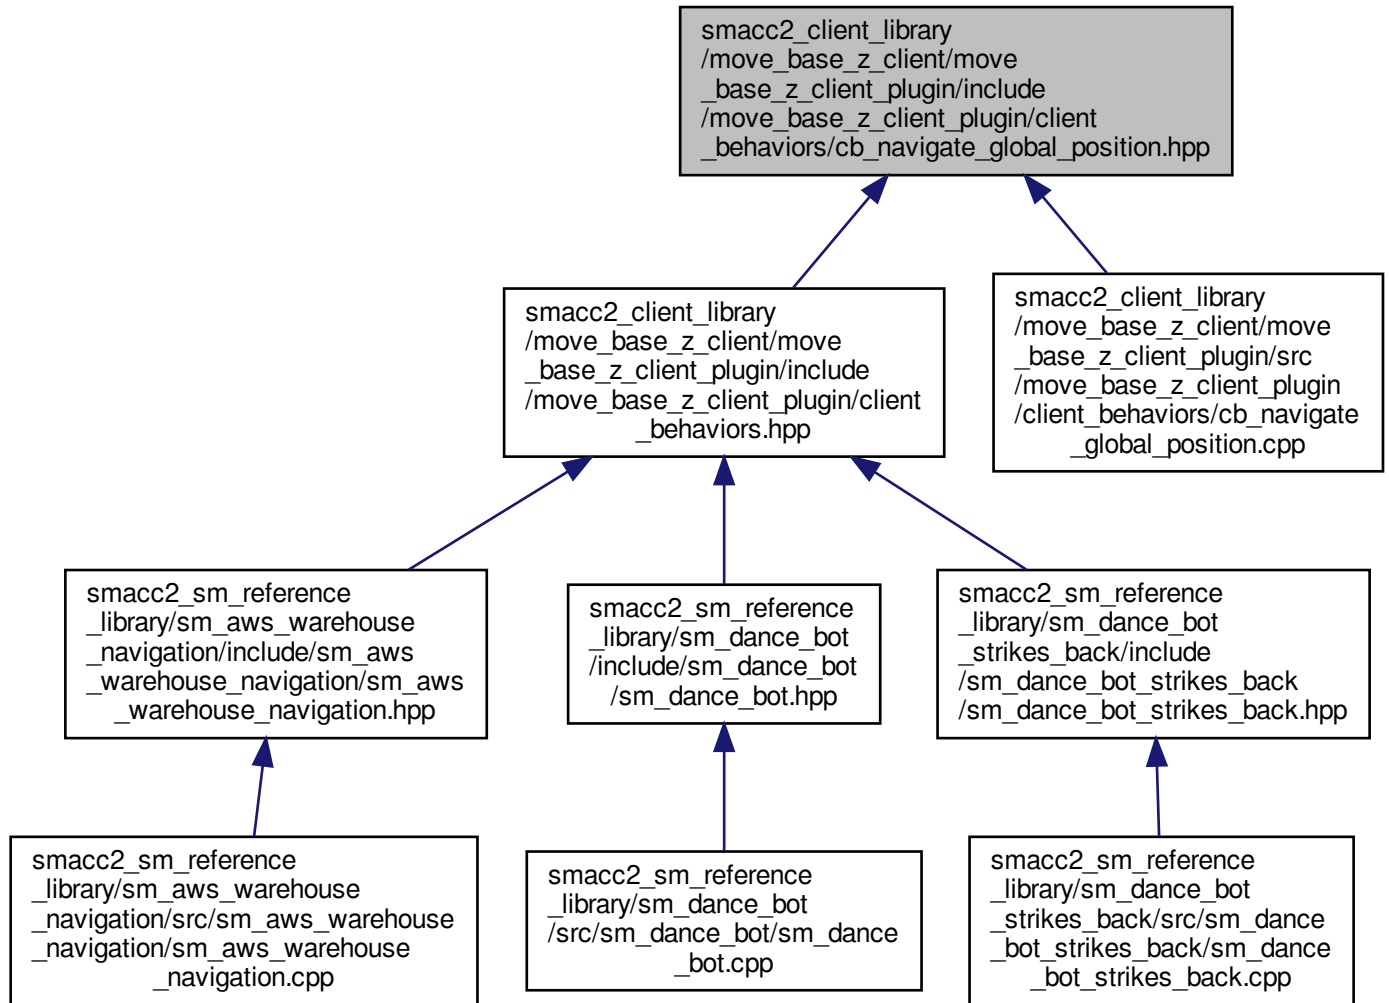 smacc2_client_library
/move_base_z_client/move
_base_z_client_plugin/include
/move_base_z_client_plugin/client
_behaviors/cb_navigate_global_position.hpp
smacc2_client_library
/move_base_z_client/move
_base_z_client_plugin/include
/move_base_z_client_plugin/client
_behaviors.hpp
smacc2_client_library
/move_base_z_client/move
_base_z_client_plugin/src
/move_base_z_client_plugin
/client_behaviors/cb_navigate
_global_position.cpp
smacc2_sm_reference
_library/sm_aws_warehouse
_navigation/include/sm_aws
_warehouse_navigation/sm_aws
_warehouse_navigation.hpp
smacc2_sm_reference
_library/sm_dance_bot
/include/sm_dance_bot
/sm_dance_bot.hpp
smacc2_sm_reference
_library/sm_dance_bot
_strikes_back/include
/sm_dance_bot_strikes_back
/sm_dance_bot_strikes_back.hpp
smacc2_sm_reference
_library/sm_aws_warehouse
_navigation/src/sm_aws_warehouse
_navigation/sm_aws_warehouse
_navigation.cpp
smacc2_sm_reference
_library/sm_dance_bot
/src/sm_dance_bot/sm_dance
_bot.cpp
smacc2_sm_reference
_library/sm_dance_bot
_strikes_back/src/sm_dance
_bot_strikes_back/sm_dance
_bot_strikes_back.cpp